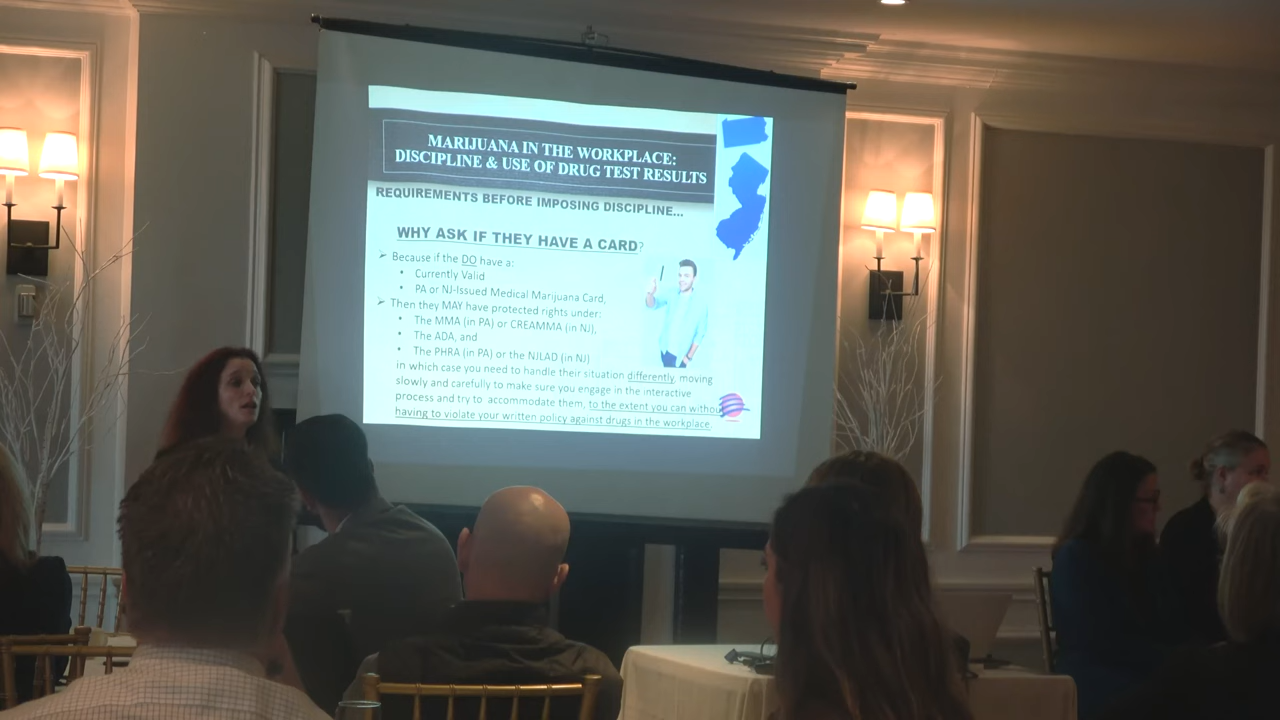 MARIJUANA IN THE WORKPLACE:
DISCIPLINE & USE OF DRUG TEST RESULTS
REQUIREMENTS BEFORE IMPOSING DISCIPLINE...
WHY ASK IF THEY HAVE A CARD?
➢ Because if the DO have a:
• Currently Valid
• PA or NJ-Issued Medical Marijuana Card,
➢ Then they MAY have protected rights under:
• The MMA (in PA) or CREAMMA (in NJ),
• The ADA, and
• The PHRA (in PA) or the NJLAD (in NJ)
in which case you need to handle their situation differently, moving
slowly and carefully to make sure you engage in the interactive
process and try to accommodate them, to the extent you can without
having to violate your written policy against drugs in the workplace.